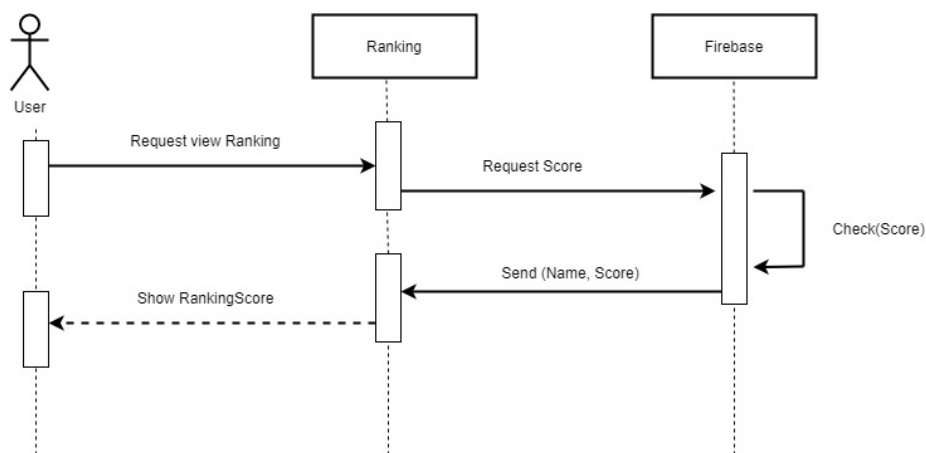 Ranking
Firebase
User
Request view Ranking
Request Score
Check(Score)
Send (Name, Score)
Show RankingScore